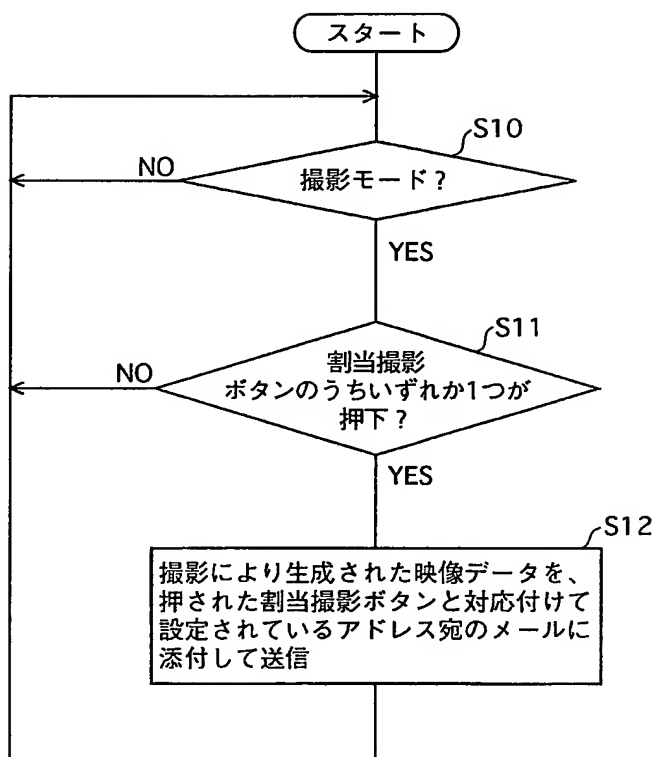 スタート
S10
NO
撮影モード？
YES
S11
NO
割当撮影
ボタンのうちいずれか1つが
押下？
YES
S12
撮影により生成された映像データを、
押された割当撮影ボタンと対応付けて
設定されているアドレス宛のメールに
添付して送信